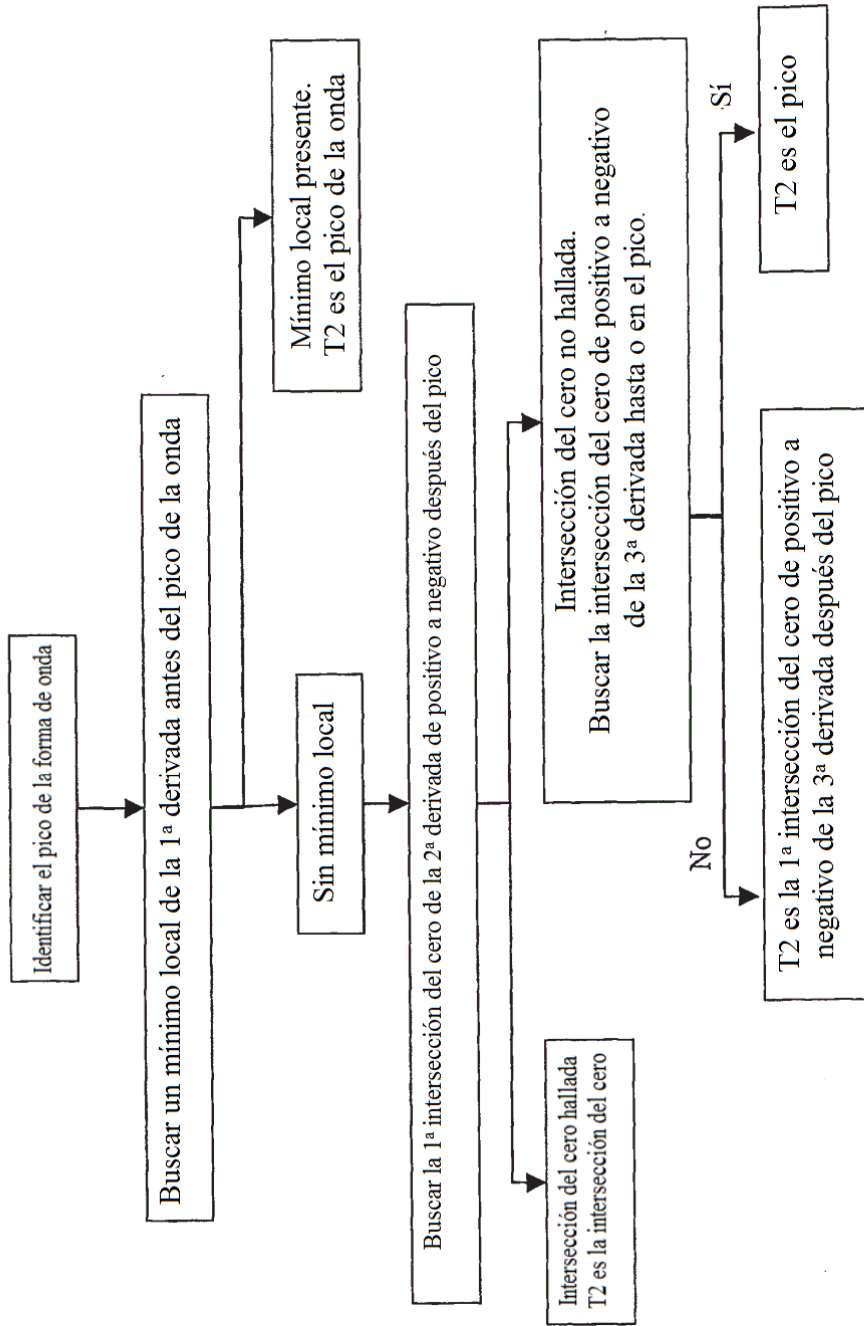 Identificar el pico de la forma de onda
Buscar un mínimo local de la 1ª derivada antes del pico de la onda
Mínimo local presente.
T2 es el pico de la onda
Sin mínimo local
Buscar la 1ª intersección del cero de la 2ª derivada de positivo a negativo después del pico
Intersección del cero hallada
T2 es la intersección del cero
Intersección del cero no hallada.
Buscar la intersección del cero de positivo a negativo
de la 3ª derivada hasta o en el pico.
No
Sí
T2 es la 1ª intersección del cero de positivo a
negativo de la 3ª derivada después del pico
T2 es el pico